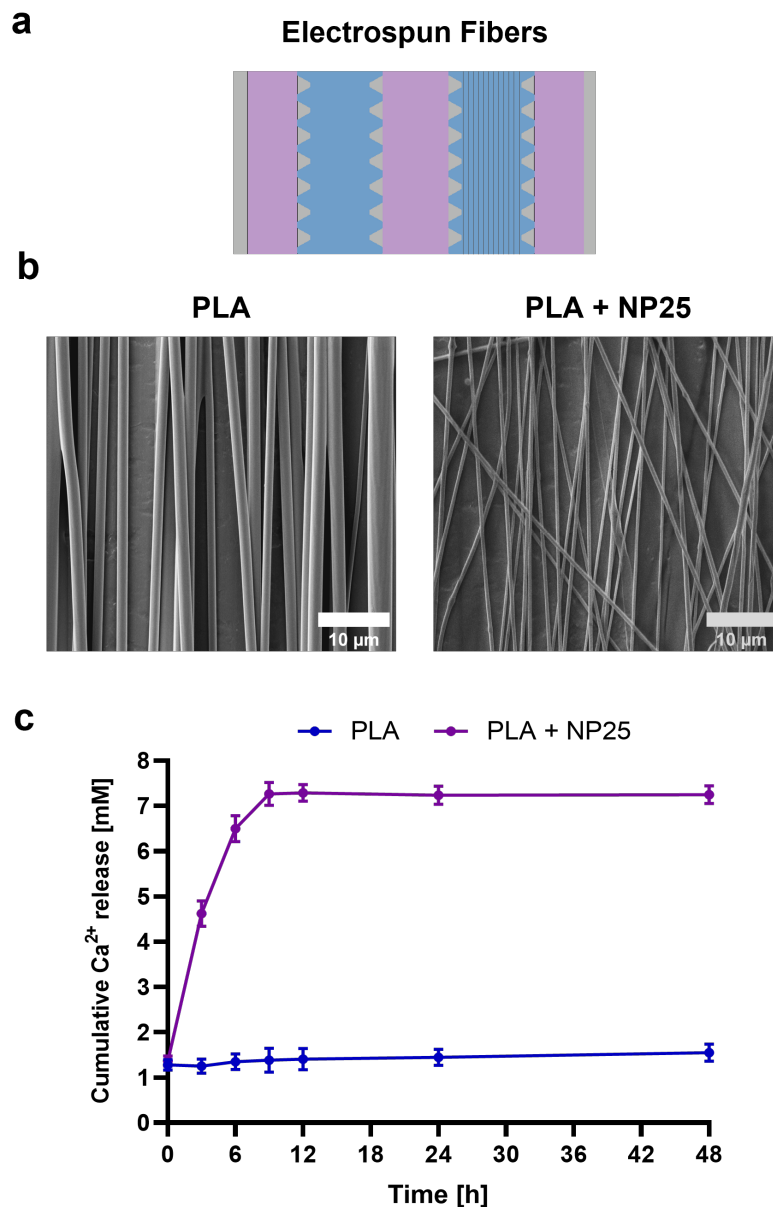 a
Electrospun Fibers
b
PLA
PLA + NP25
10 µm
10 µm
c
PLA
PLA + NP25
Cumulative Ca²⁺ release [mM]
8
7
6
5
4
3
2
1
0
0 6 12 18 24 30 36 42 48
Time [h]